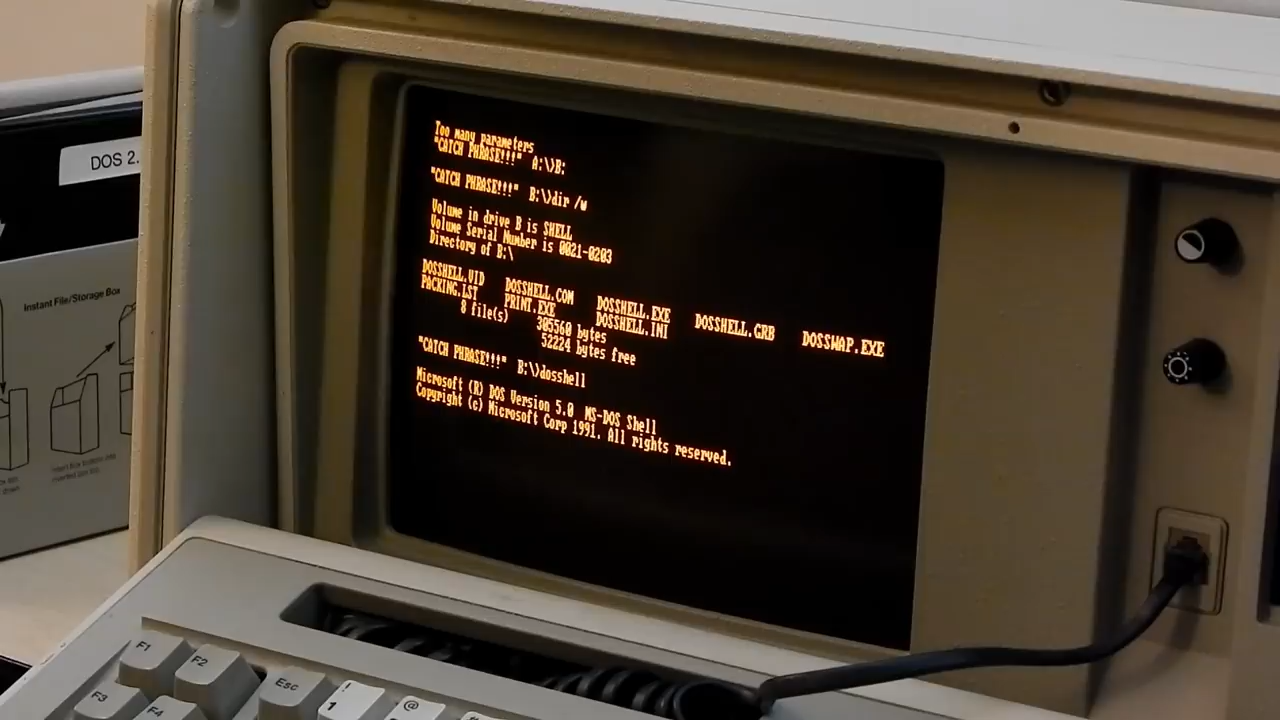 Too many parameters
"CATCH PHRASE!!!" A:\>B:
"CATCH PHRASE!!!" B:\>dir /w
Volume in drive B is SHELL
Volume Serial Number is 0021-0203
Directory of B:\
DOSSHELL.VID DOSSHELL.COM DOSSHELL.EXE DOSSHELL.GRB DOSSWAP.EXE
PACKING.LST PRINT.EXE DOSSHELL.INI
8 file(s) 305560 bytes
52224 bytes free
"CATCH PHRASE!!!" B:\>dosshell
Microsoft (R) DOS Version 5.0 MS-DOS Shell
Copyright (c) Microsoft Corp 1991. All rights reserved.
DOS 2.
Instant File/Storage Box
F1
F2
Esc
!
1
@
F3
F4